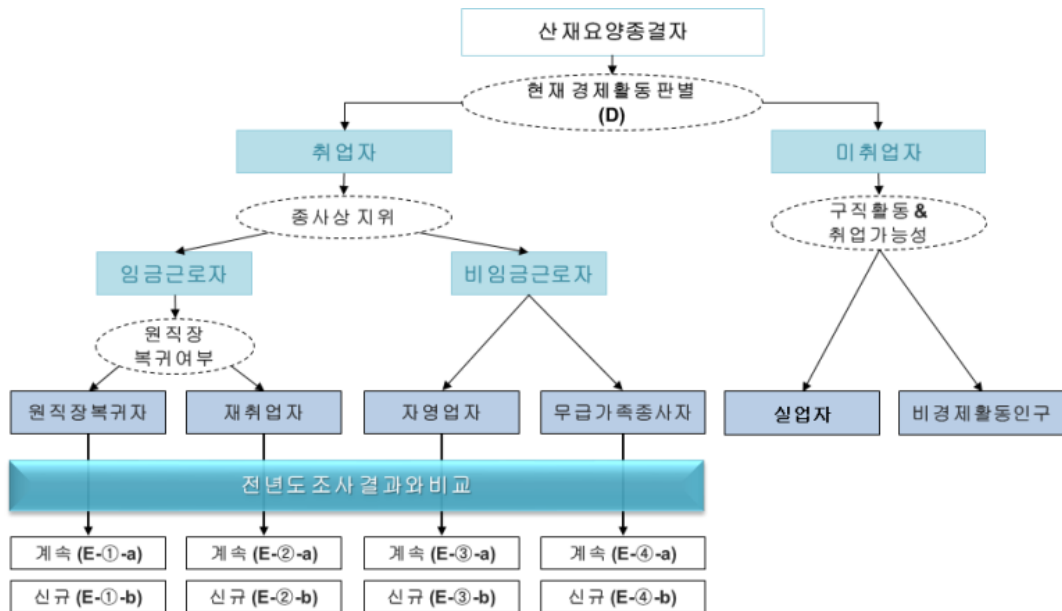 산재요양종결자
현재 경제활동 판별
(D)
취업자
미취업자
종사상 지위
구직활동 &
취업가능성
임금근로자
비임금근로자
원직장
복귀여부
원직장복귀자
재취업자
자영업자
무급가족종사자
실업자
비경제활동인구
전년도 조사 결과와 비교
계속 (E-①-a)
계속 (E-②-a)
계속 (E-③-a)
계속 (E-④-a)
신규 (E-①-b)
신규 (E-②-b)
신규 (E-③-b)
신규 (E-④-b)